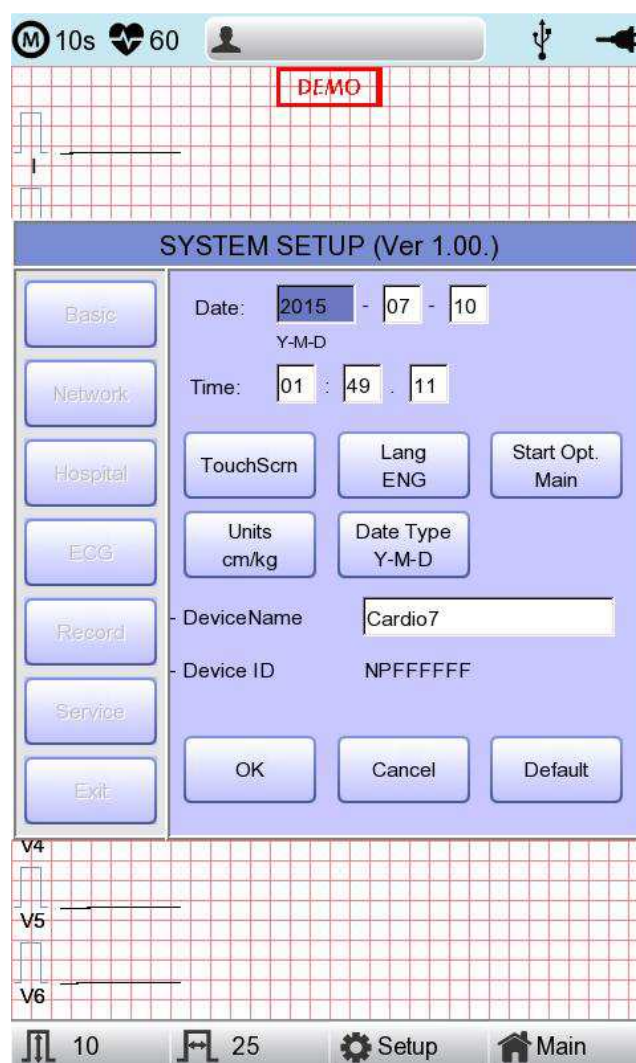 M 10s 60
DEMO
I
SYSTEM SETUP (Ver 1.00.)
Basic
Network
Hospital
ECG
Record
Service
Exit
Date: 2015 - 07 - 10
Y-M-D
Time: 01 : 49 . 11
TouchScrn
Lang
ENG
Start Opt.
Main
Units
cm/kg
Date Type
Y-M-D
- DeviceName Cardio7
- Device ID NPFFFFFF
OK Cancel Default
V4
V5
V6
10 25 Setup Main